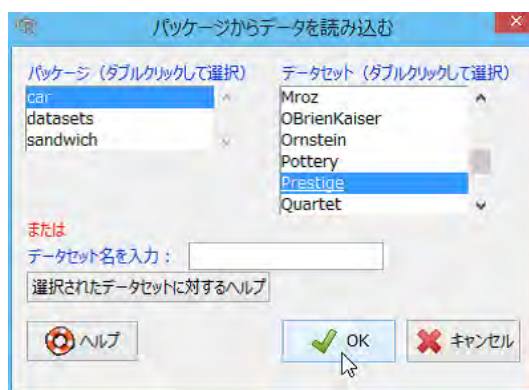 パッケージからデータを読み込む
パッケージ（ダブルクリックして選択）
car
datasets
sandwich
データセット（ダブルクリックして選択）
Mroz
OBrienKaiser
Ornstein
Pottery
Prestige
Quartet
または
データセット名を入力：
選択されたデータセットに対するヘルプ
ヘルプ
OK
キャンセル